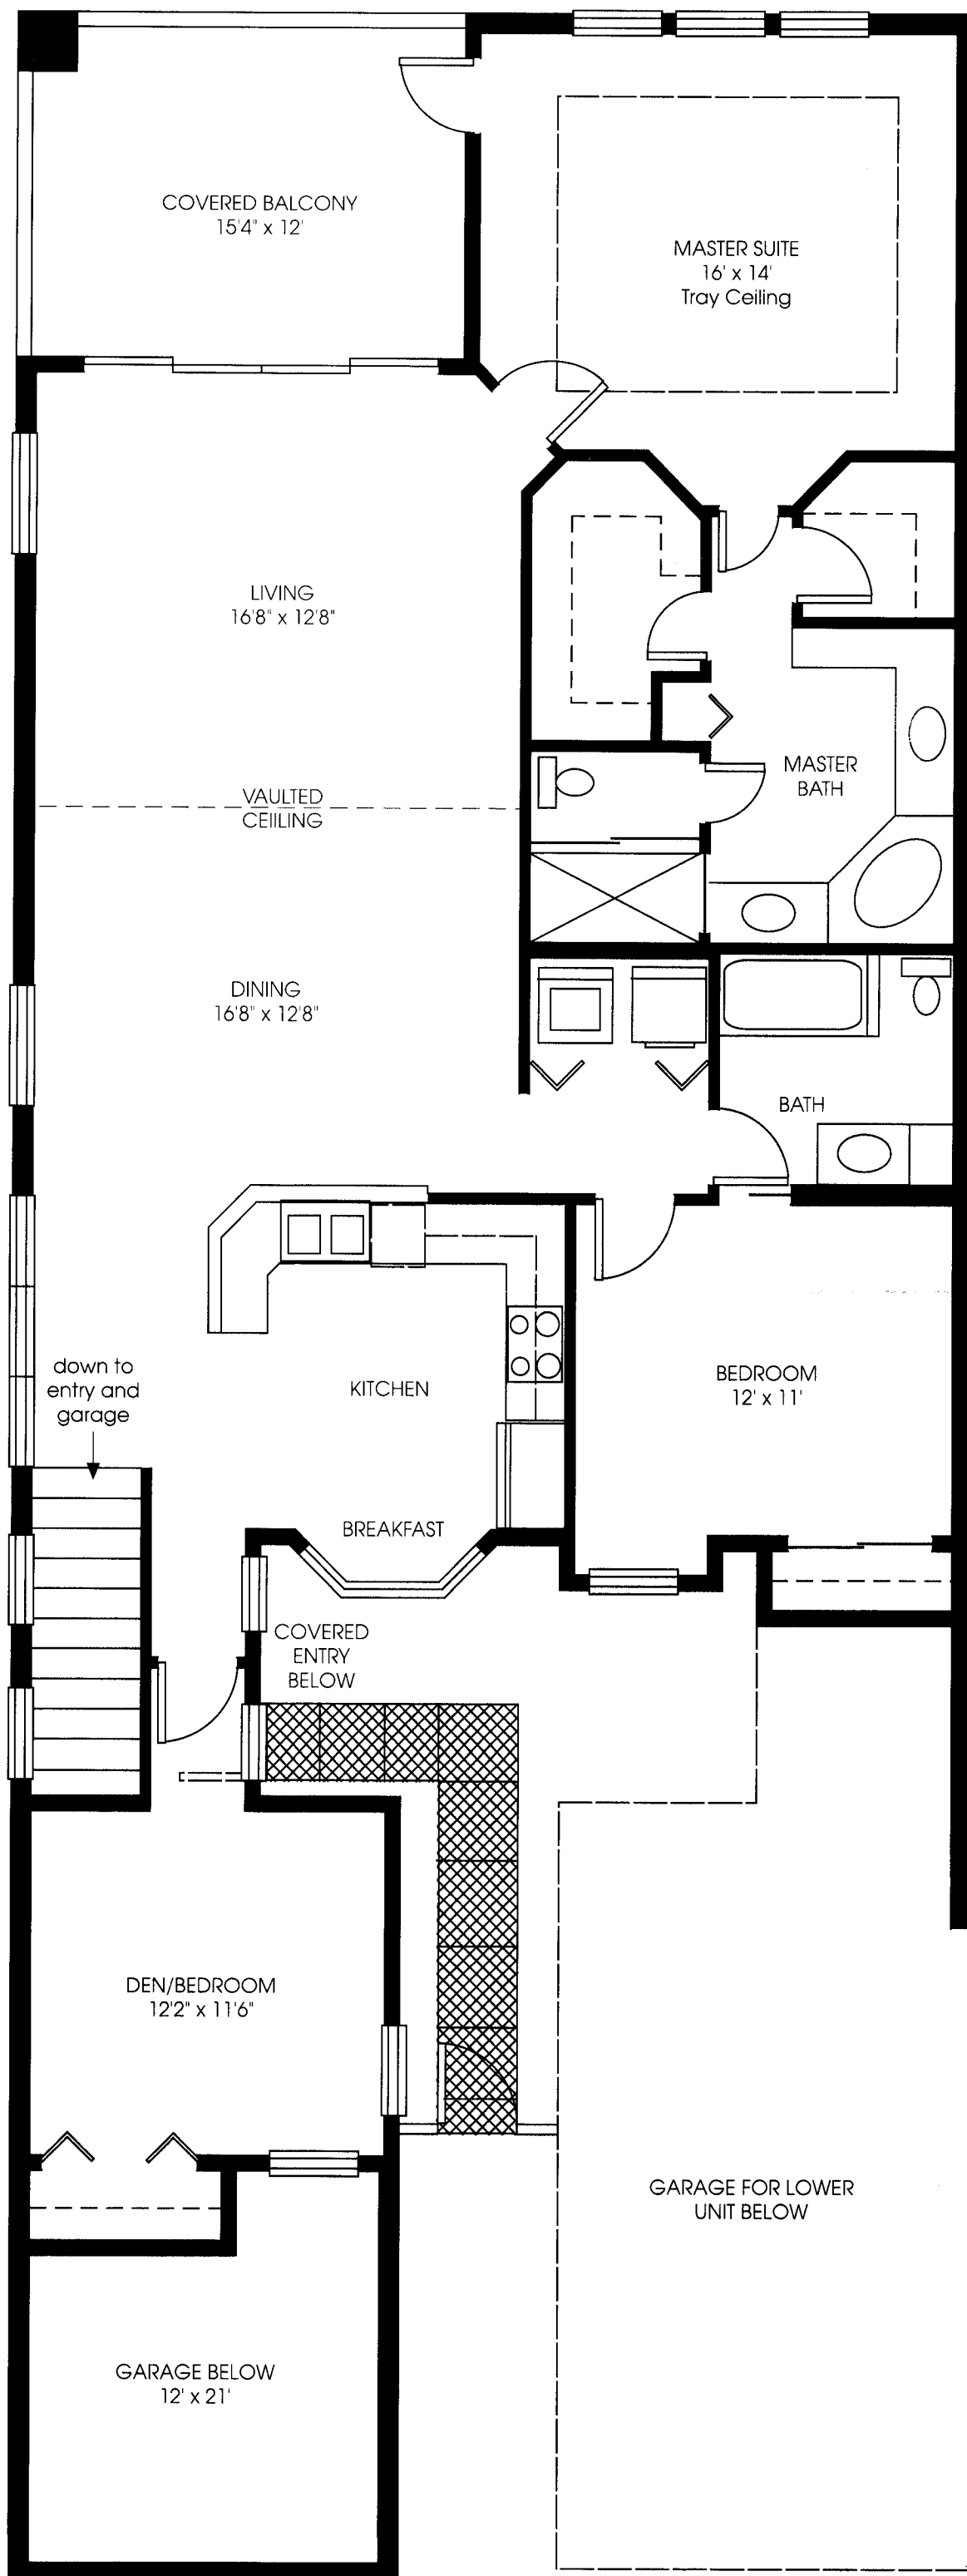 COVERED BALCONY
15'4" x 12'
MASTER SUITE
16' x 14'
Tray Ceiling
LIVING
16'8" x 12'8"
MASTER
BATH
VAULTED
CEIILING
DINING
16'8" x 12'8"
BATH
down to
entry and
garage
KITCHEN
BEDROOM
12' x 11'
BREAKFAST
COVERED
ENTRY
BELOW
DEN/BEDROOM
12'2" x 11'6"
GARAGE FOR LOWER
UNIT BELOW
GARAGE BELOW
12' x 21'